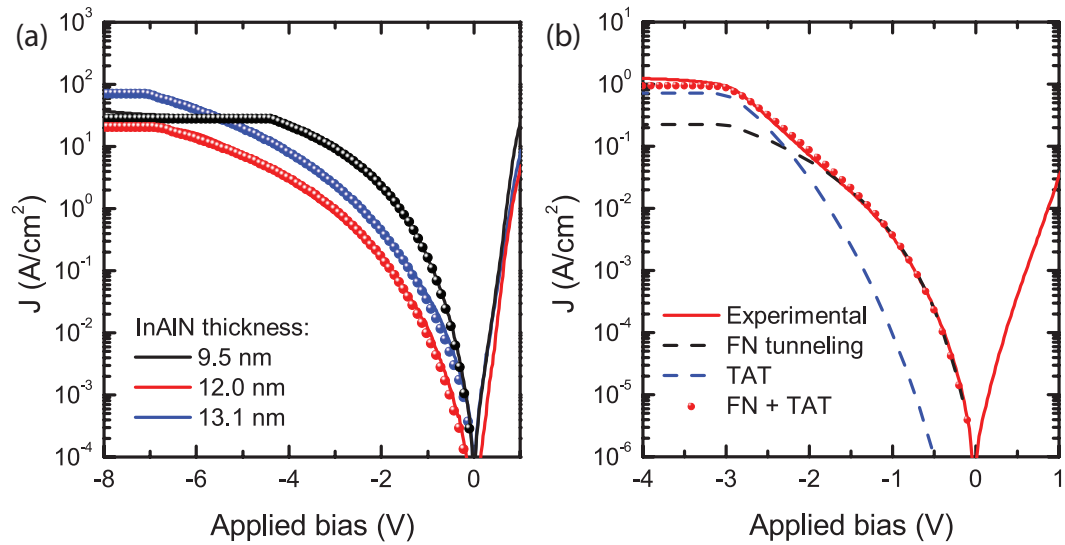 (a)
J (A/cm²)
10³
10²
10¹
10⁰
10⁻¹
10⁻²
10⁻³
10⁻⁴
InAlN thickness:
9.5 nm
12.0 nm
13.1 nm
-8 -6 -4 -2 0
Applied bias (V)
(b)
J (A/cm²)
10¹
10⁰
10⁻¹
10⁻²
10⁻³
10⁻⁴
10⁻⁵
10⁻⁶
Experimental
FN tunneling
TAT
FN + TAT
-4 -3 -2 -1 0 1
Applied bias (V)